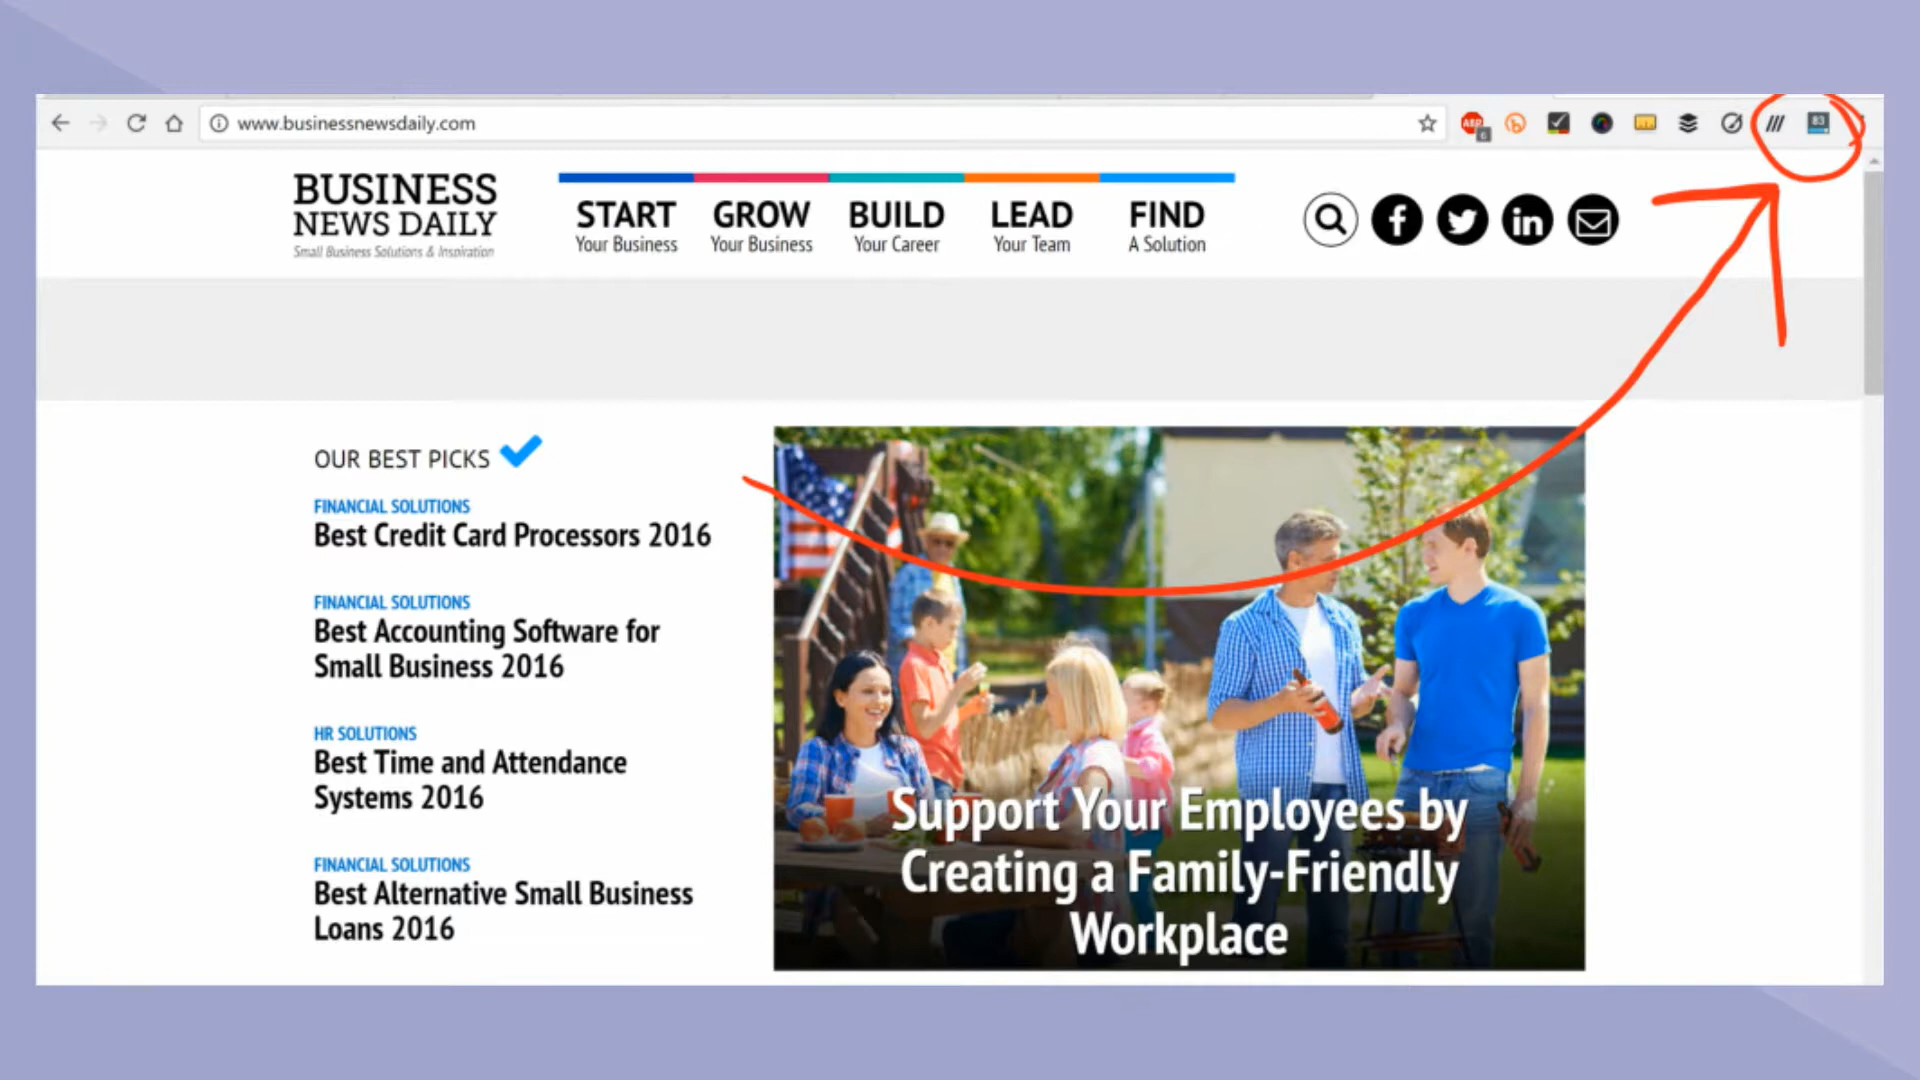 www.businessnewsdaily.com
ABP
6
83
BUSINESS
NEWS DAILY
Small Business Solutions & Inspiration
START
Your Business
GROW
Your Business
BUILD
Your Career
LEAD
Your Team
FIND
A Solution
OUR BEST PICKS
FINANCIAL SOLUTIONS
Best Credit Card Processors 2016
FINANCIAL SOLUTIONS
Best Accounting Software for
Small Business 2016
HR SOLUTIONS
Best Time and Attendance
Systems 2016
FINANCIAL SOLUTIONS
Best Alternative Small Business
Loans 2016
Support Your Employees by
Creating a Family-Friendly
Workplace